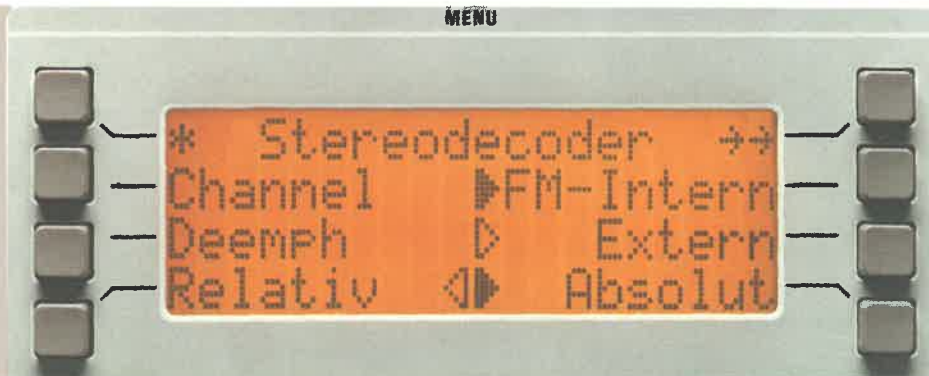 MENU
* Stereodecoder →→
Channel ▶FM-Intern
Deemph ▷ Extern
Relativ ◁▶ Absolut